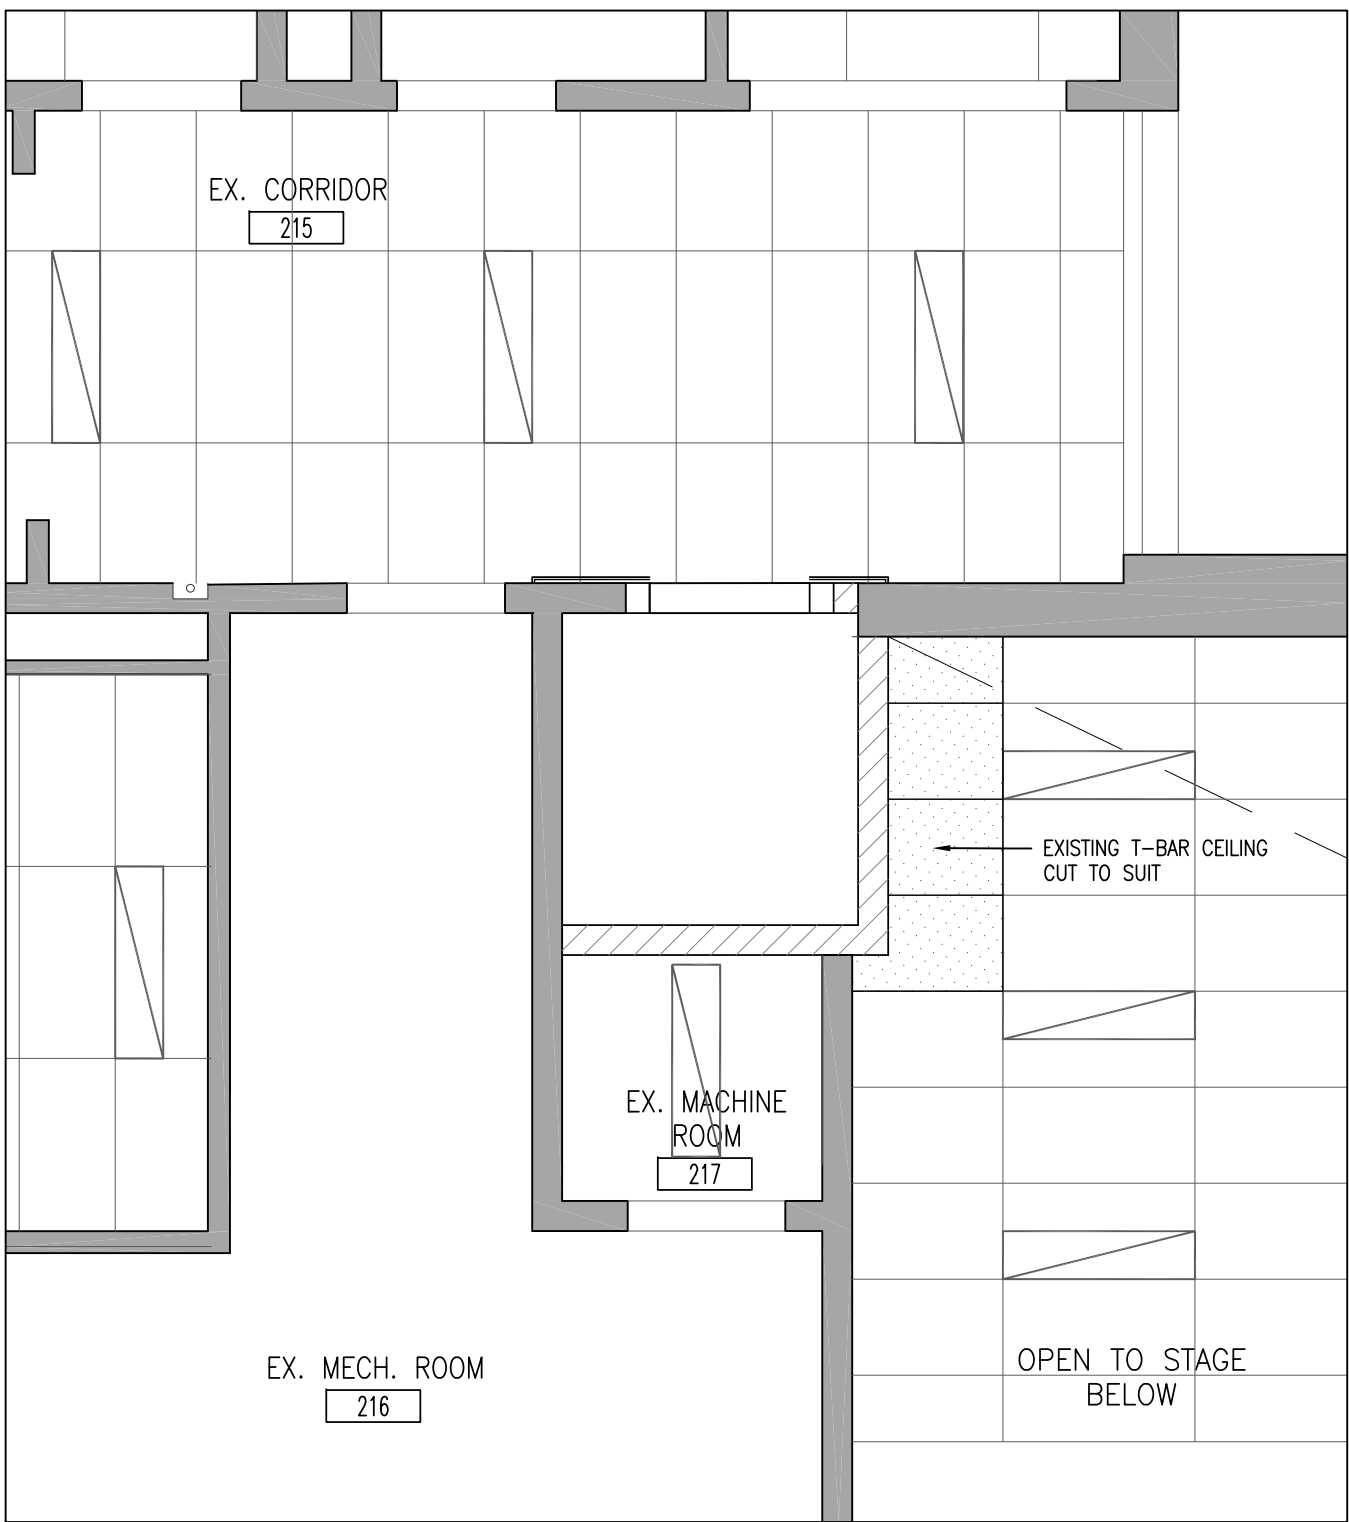 EX. CORRIDOR
215
EXISTING T-BAR CEILING
CUT TO SUIT
EX. MACHINE
ROOM
217
EX. MECH. ROOM
216
OPEN TO STAGE
BELOW